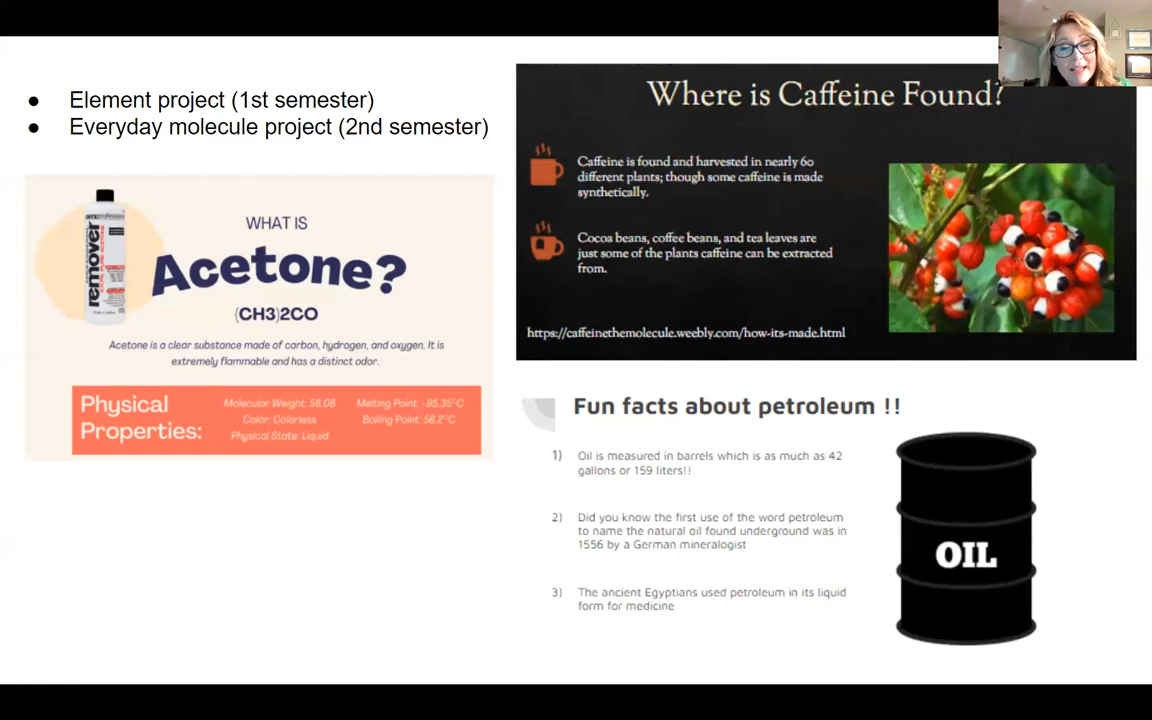 ● Element project (1st semester)
● Everyday molecule project (2nd semester)
remover
WHAT IS
Acetone?
(CH3)2CO
Acetone is a clear substance made of carbon, hydrogen, and oxygen. It is
extremely flammable and has a distinct odor.
Physical
Properties:
Molecular Weight: 58.08
Color: Colorless
Physical State: Liquid
Melting Point: -95.35°C
Boiling Point: 56.2°C
Where is Caffeine Found?
Caffeine is found and harvested in nearly 60
different plants; though some caffeine is made
synthetically.
Cocoa beans, coffee beans, and tea leaves are
just some of the plants caffeine can be extracted
from.
https://caffeinethemolecule.weebly.com/how-its-made.html
Fun facts about petroleum !!
1) Oil is measured in barrels which is as much as 42
gallons or 159 liters!!
2) Did you know the first use of the word petroleum
to name the natural oil found underground was in
1556 by a German mineralogist
3) The ancient Egyptians used petroleum in its liquid
form for medicine
OIL